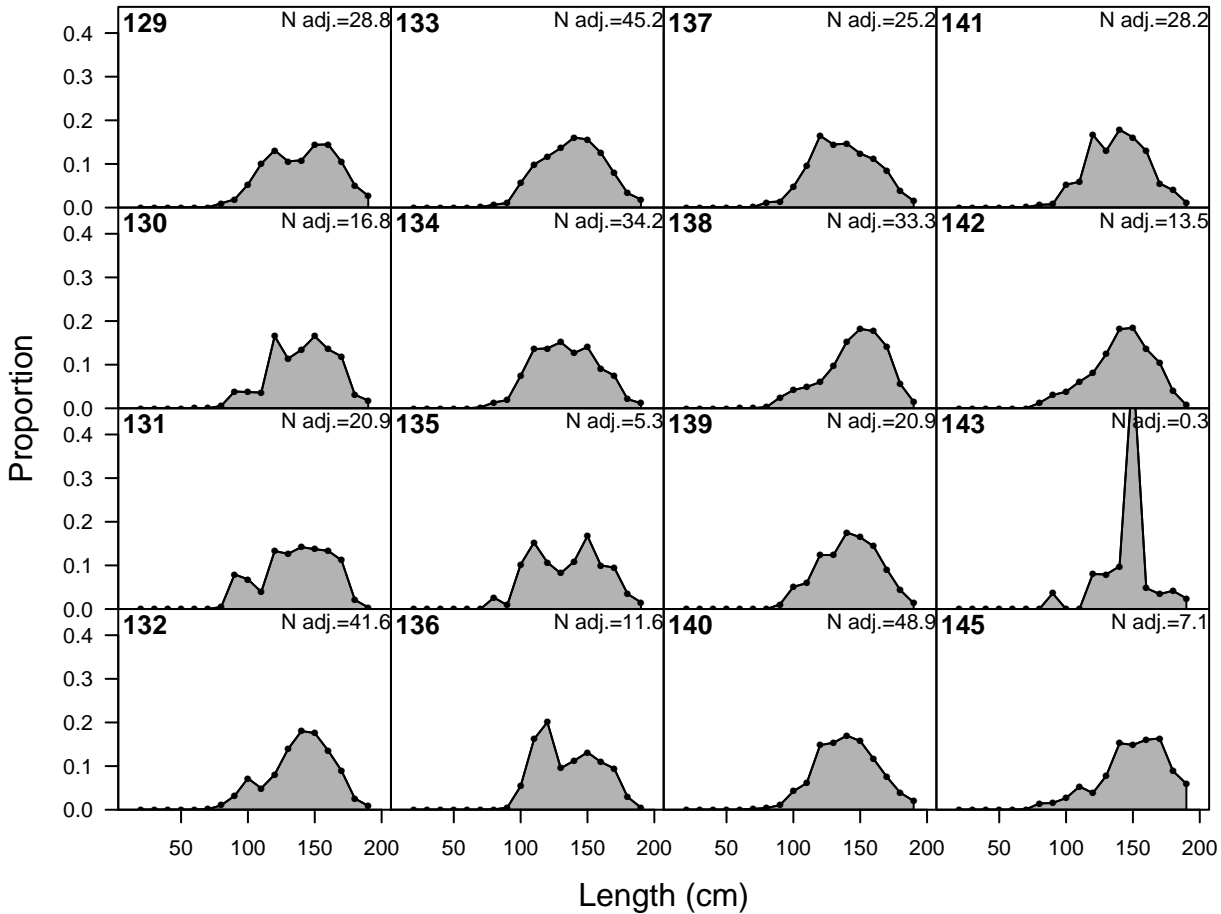 129 N adj.=28.8 133 N adj.=45.2 137 N adj.=25.2 141 N adj.=28.2
0.4
0.3
0.2
0.1
0.0
130 N adj.=16.8 134 N adj.=34.2 138 N adj.=33.3 142 N adj.=13.5
0.4
0.3
0.2
0.1
0.0
131 N adj.=20.9 135 N adj.=5.3 139 N adj.=20.9 143 N adj.=0.3
0.4
0.3
0.2
0.1
0.0
132 N adj.=41.6 136 N adj.=11.6 140 N adj.=48.9 145 N adj.=7.1
0.4
0.3
0.2
0.1
0.0
Proportion
50 100 150 200 50 100 150 200 50 100 150 200 50 100 150 200
Length (cm)